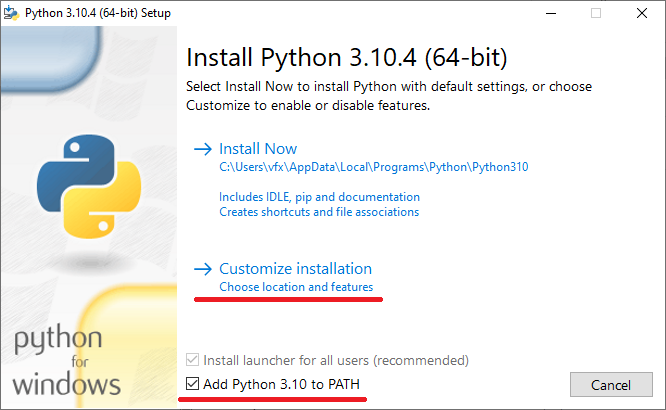 Python 3.10.4 (64-bit) Setup
Install Python 3.10.4 (64-bit)
Select Install Now to install Python with default settings, or choose
Customize to enable or disable features.
Install Now
C:\Users\vfx\AppData\Local\Programs\Python\Python310
Includes IDLE, pip and documentation
Creates shortcuts and file associations
Customize installation
Choose location and features
Install launcher for all users (recommended)
Add Python 3.10 to PATH
Cancel
python
for
windows